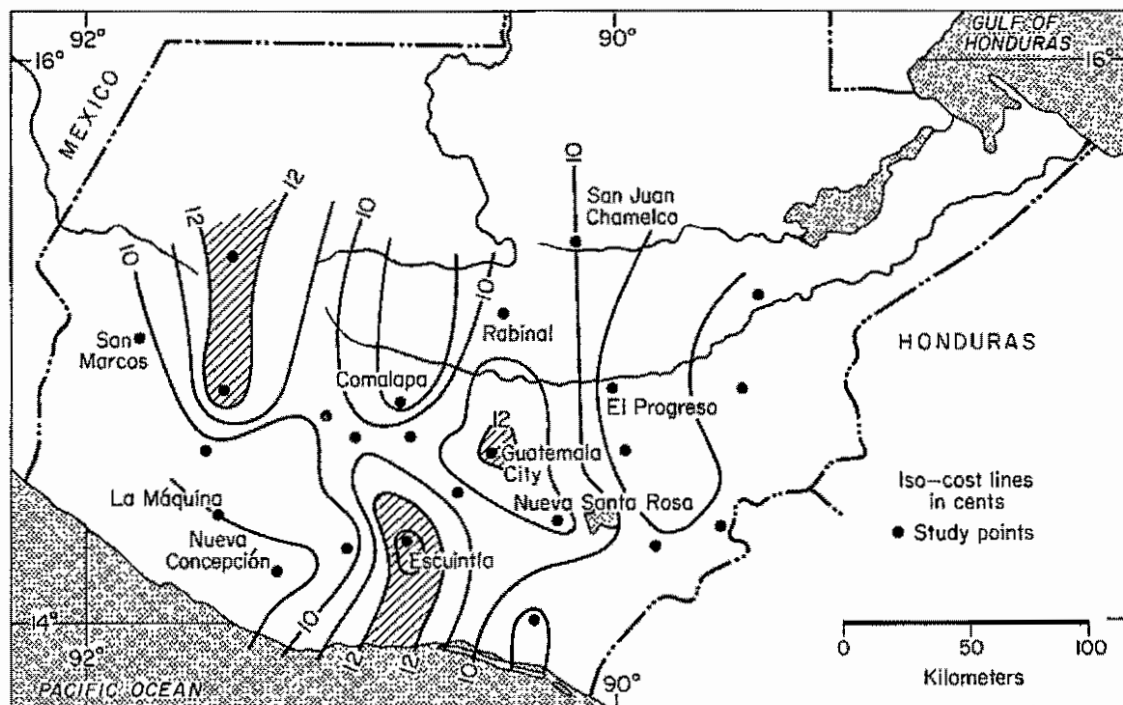 92°
90°
GULF OF
HONDURAS
16°
16°
MEXICO
12
12
10
10
10
10
San Juan
Chamelco
San
Marcos
Rabinal
HONDURAS
Comalapa
El Progreso
12
Guatemala
City
Iso-cost lines
in cents
La Máquina
Nueva Santa Rosa
Study points
Nueva
Concepción
Escuintla
10
12
12
10
14°
14°
92°
90°
0
50
100
Kilometers
PACIFIC OCEAN